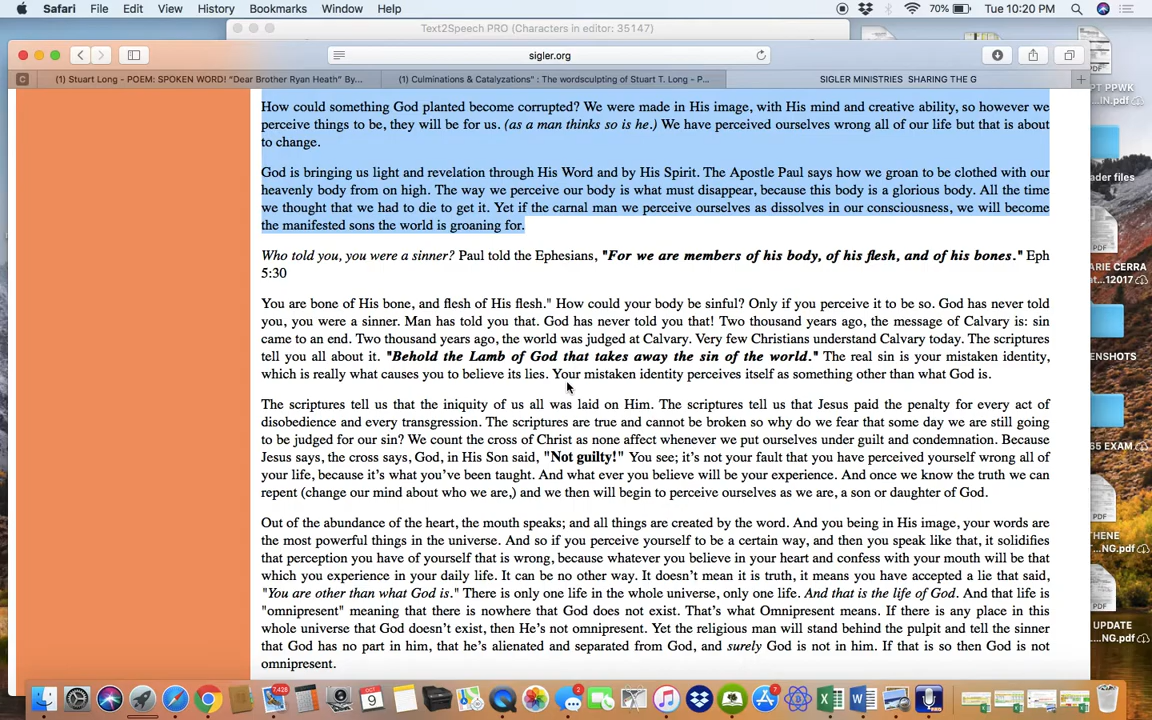 Safari File Edit View History Bookmarks Window Help 70% Tue 10:20 PM
Text2Speech PRO (Characters in editor: 35147)
sigler.org
C (1) Stuart Long - POEM: SPOKEN WORD! "Dear Brother Ryan Heath" By... (1) Culminations & Catalyzations" : The wordsculpting of Stuart T. Long - P... SIGLER MINISTRIES SHARING THE G
How could something God planted become corrupted? We were made in His image, with His mind and creative ability, so however we
perceive things to be, they will be for us. (as a man thinks so is he.) We have perceived ourselves wrong all of our life but that is about
to change.
God is bringing us light and revelation through His Word and by His Spirit. The Apostle Paul says how we groan to be clothed with our
heavenly body from on high. The way we perceive our body is what must disappear, because this body is a glorious body. All the time
we thought that we had to die to get it. Yet if the carnal man we perceive ourselves as dissolves in our consciousness, we will become
the manifested sons the world is groaning for.
Who told you, you were a sinner? Paul told the Ephesians, "For we are members of his body, of his flesh, and of his bones." Eph
5:30
You are bone of His bone, and flesh of His flesh." How could your body be sinful? Only if you perceive it to be so. God has never told
you, you were a sinner. Man has told you that. God has never told you that! Two thousand years ago, the message of Calvary is: sin
came to an end. Two thousand years ago, the world was judged at Calvary. Very few Christians understand Calvary today. The scriptures
tell you all about it. "Behold the Lamb of God that takes away the sin of the world." The real sin is your mistaken identity,
which is really what causes you to believe its lies. Your mistaken identity perceives itself as something other than what God is.
The scriptures tell us that the iniquity of us all was laid on Him. The scriptures tell us that Jesus paid the penalty for every act of
disobedience and every transgression. The scriptures are true and cannot be broken so why do we fear that some day we are still going
to be judged for our sin? We count the cross of Christ as none affect whenever we put ourselves under guilt and condemnation. Because
Jesus says, the cross says, God, in His Son said, "Not guilty!" You see; it's not your fault that you have perceived yourself wrong all of
your life, because it's what you've been taught. And what ever you believe will be your experience. And once we know the truth we can
repent (change our mind about who we are,) and we then will begin to perceive ourselves as we are, a son or daughter of God.
Out of the abundance of the heart, the mouth speaks; and all things are created by the word. And you being in His image, your words are
the most powerful things in the universe. And so if you perceive yourself to be a certain way, and then you speak like that, it solidifies
that perception you have of yourself that is wrong, because whatever you believe in your heart and confess with your mouth will be that
which you experience in your daily life. It can be no other way. It doesn't mean it is truth, it means you have accepted a lie that said,
"You are other than what God is." There is only one life in the whole universe, only one life. And that is the life of God. And that life is
"omnipresent" meaning that there is nowhere that God does not exist. That's what Omnipresent means. If there is any place in this
whole universe that God doesn't exist, then He's not omnipresent. Yet the religious man will stand behind the pulpit and tell the sinner
that God has no part in him, that he's alienated and separated from God, and surely God is not in him. If that is so then God is not
omnipresent.
PT PPWK
IN.pdf
PDF
ader files
PDF
ARIE CERRA
at...12017
ENSHOTS
65 EXAM
PDF
THENE
NG.pdf
PDF
UPDATE
COM.pdf
7,428
OCT
9
2
7